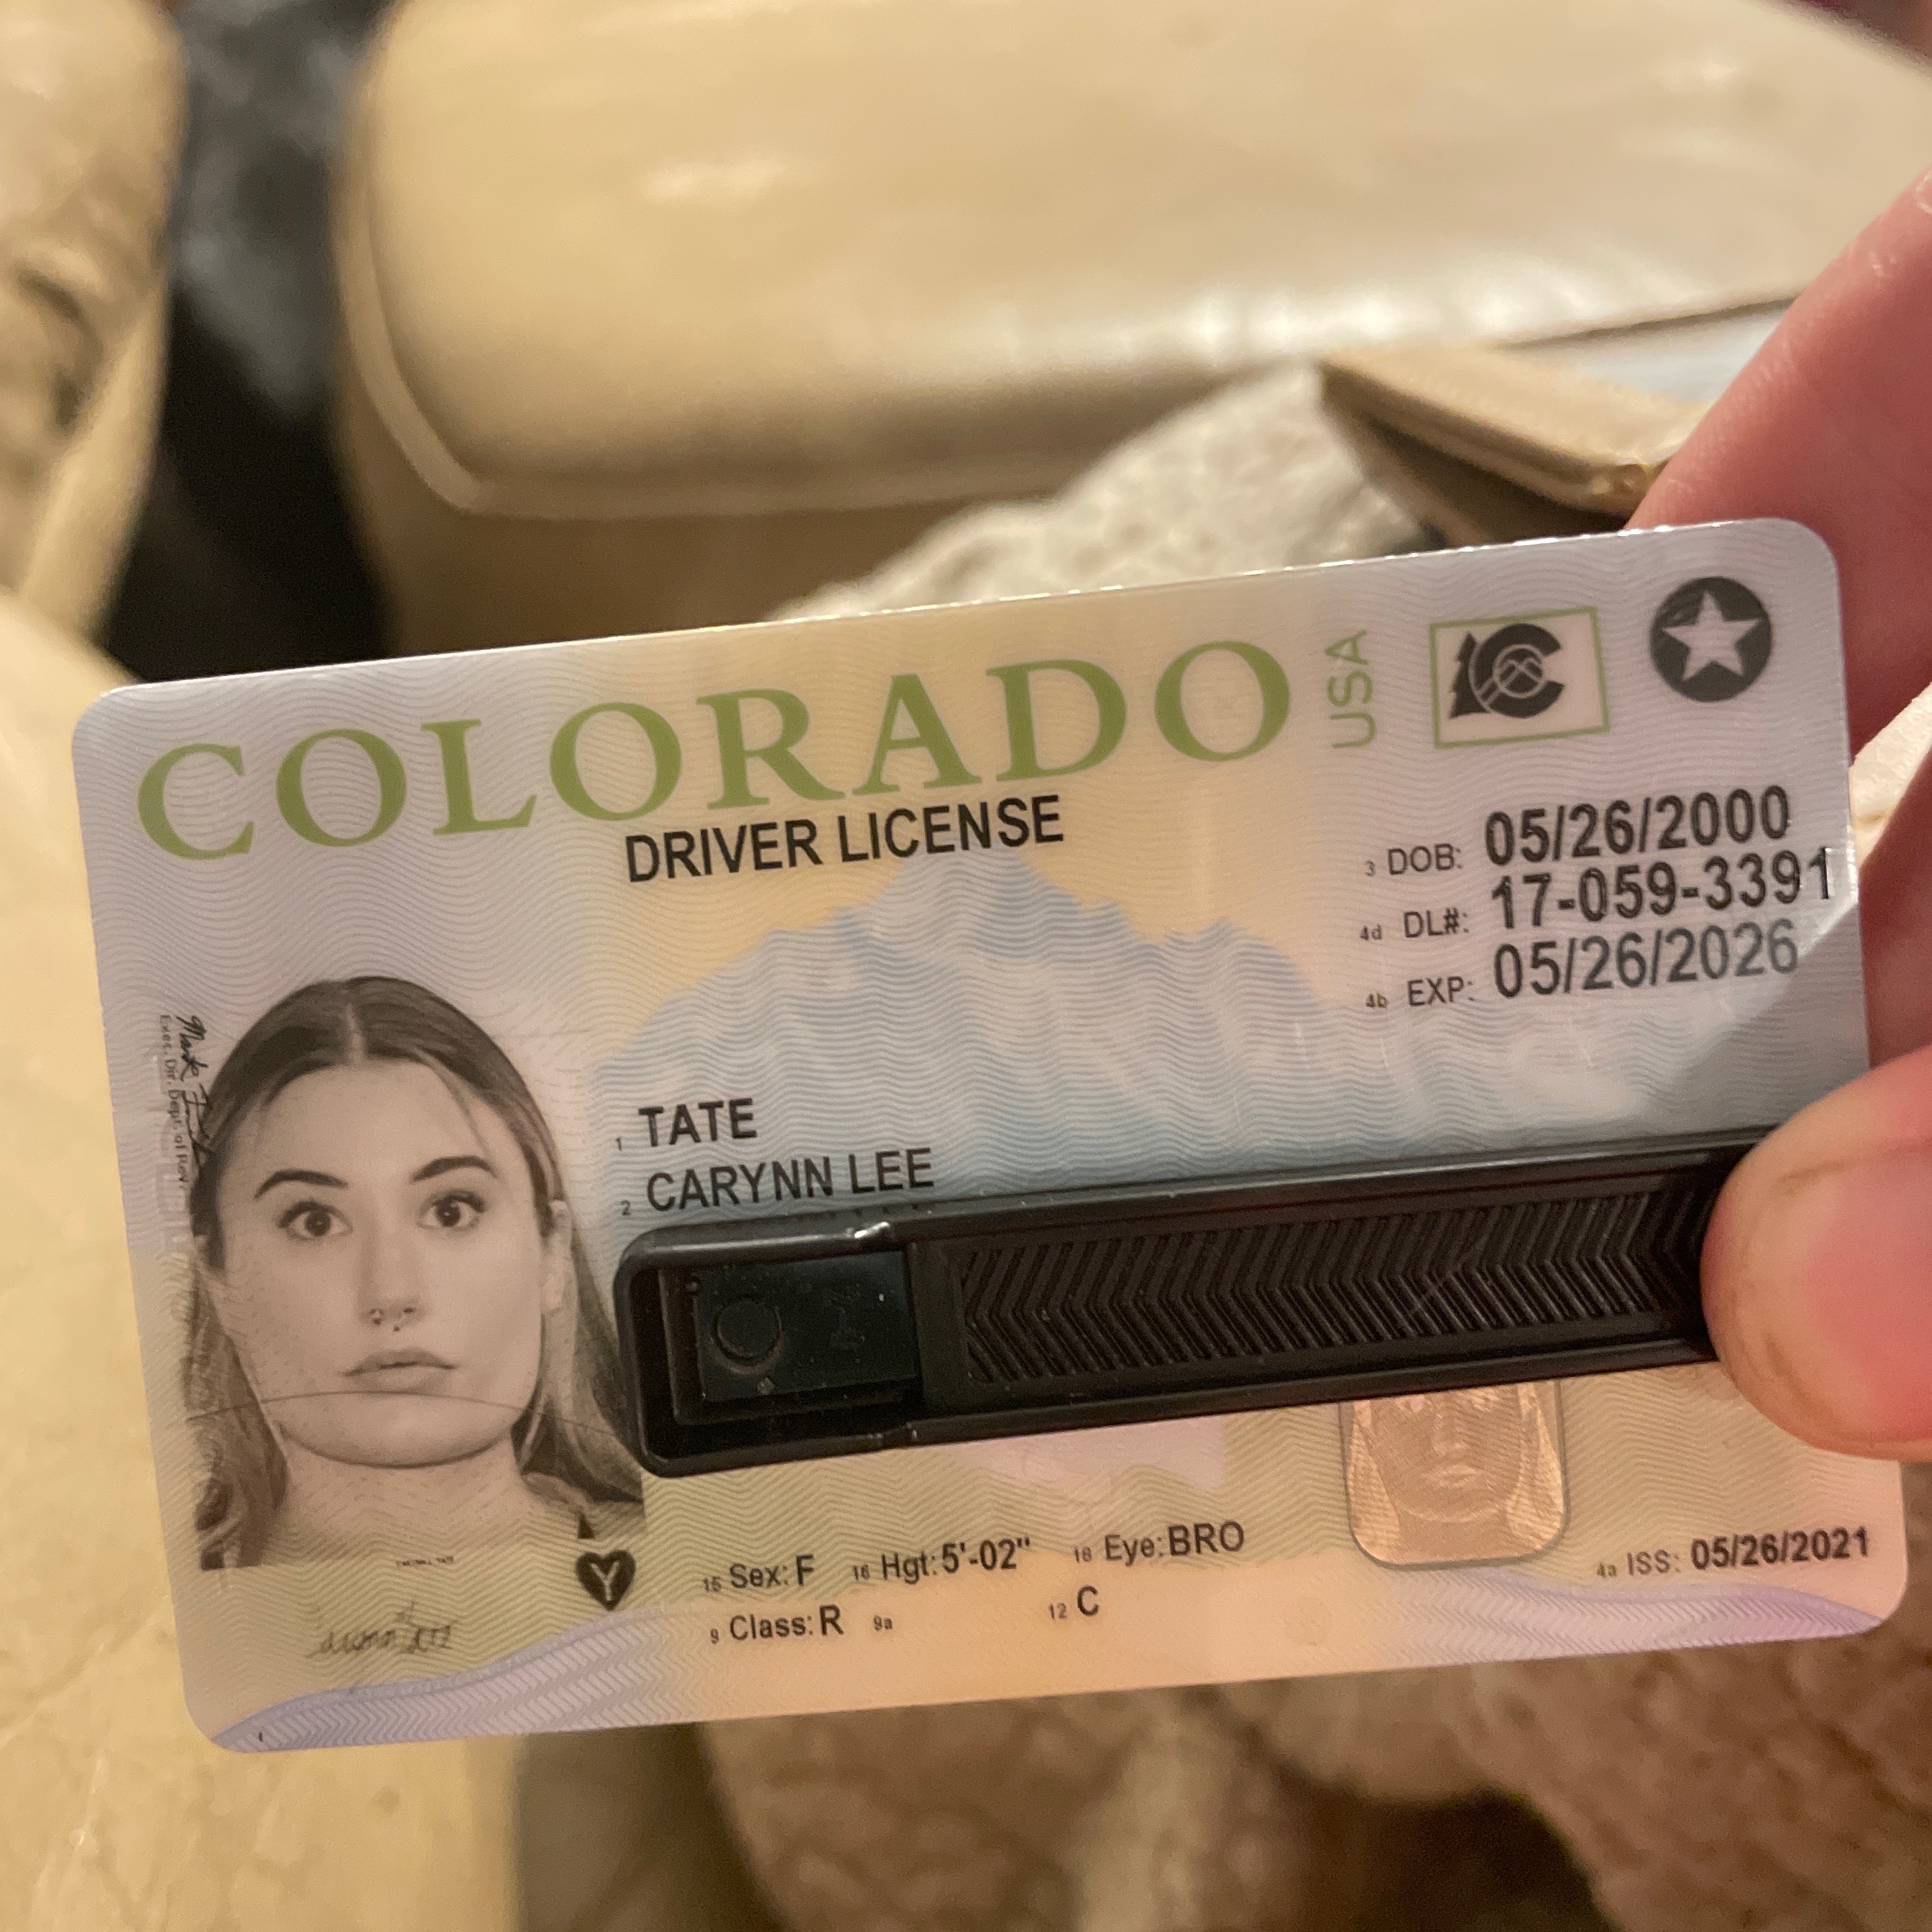 COLORADO USA
DRIVER LICENSE
3 DOB: 05/26/2000
4d DL#: 17-059-3391
4b EXP: 05/26/2026
Exec. Dir. Dept. of Rev.
1 TATE
2 CARYNN LEE
15 Sex: F 16 Hgt: 5'-02" 18 Eye: BRO
4a ISS: 05/26/2021
Y
9 Class: R 9a 12 C